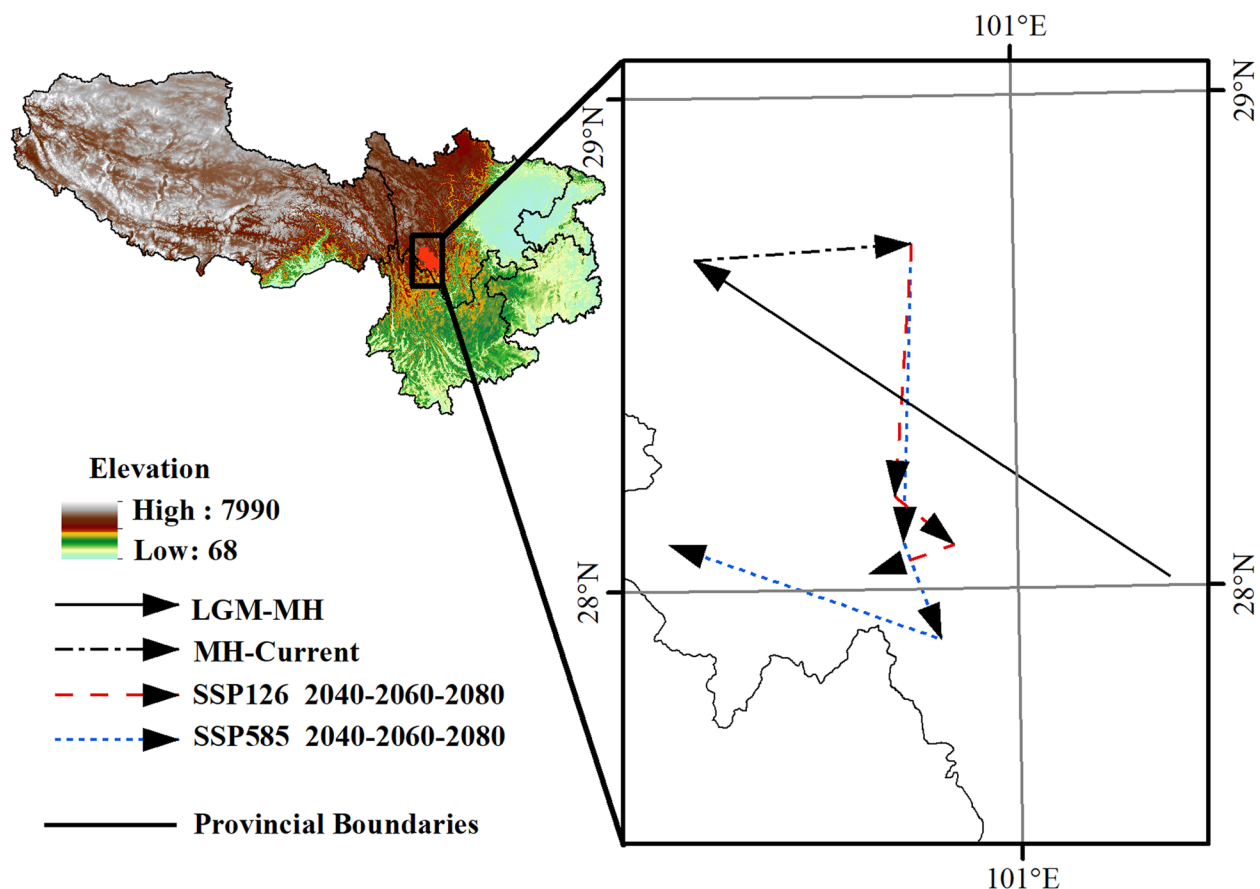 101°E
29°N
29°N
Elevation
High : 7990
Low: 68
28°N
28°N
LGM-MH
MH-Current
SSP126 2040-2060-2080
SSP585 2040-2060-2080
Provincial Boundaries
101°E